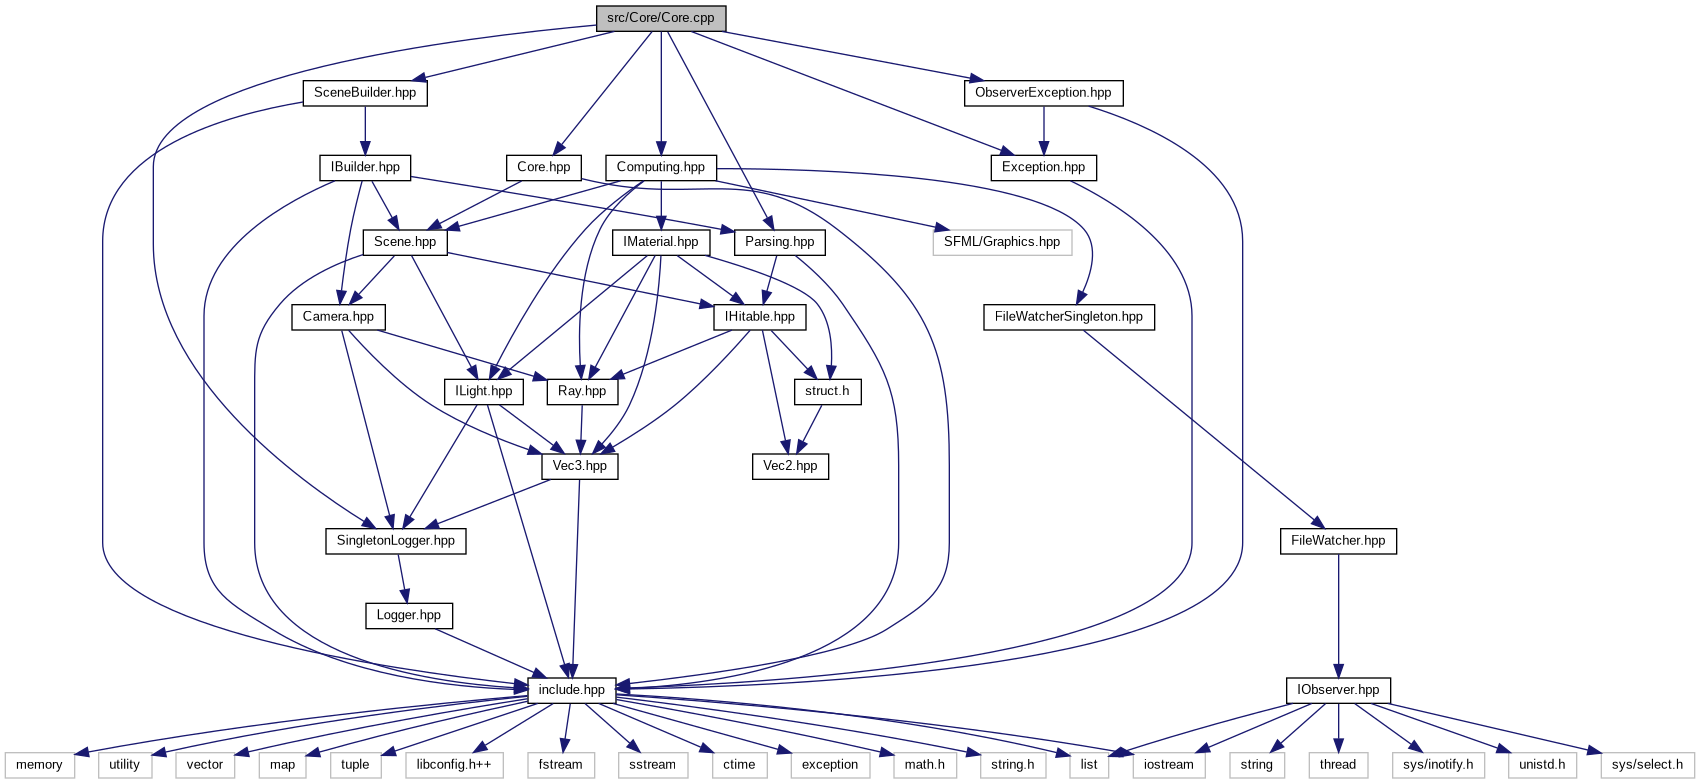 src/Core/Core.cpp
SceneBuilder.hpp
ObserverException.hpp
IBuilder.hpp
Core.hpp
Computing.hpp
Exception.hpp
Scene.hpp
IMaterial.hpp
Parsing.hpp
SFML/Graphics.hpp
Camera.hpp
IHitable.hpp
FileWatcherSingleton.hpp
ILight.hpp
Ray.hpp
struct.h
Vec3.hpp
Vec2.hpp
SingletonLogger.hpp
FileWatcher.hpp
Logger.hpp
include.hpp
IObserver.hpp
memory
utility
vector
map
tuple
libconfig.h++
fstream
sstream
ctime
exception
math.h
string.h
list
iostream
string
thread
sys/inotify.h
unistd.h
sys/select.h